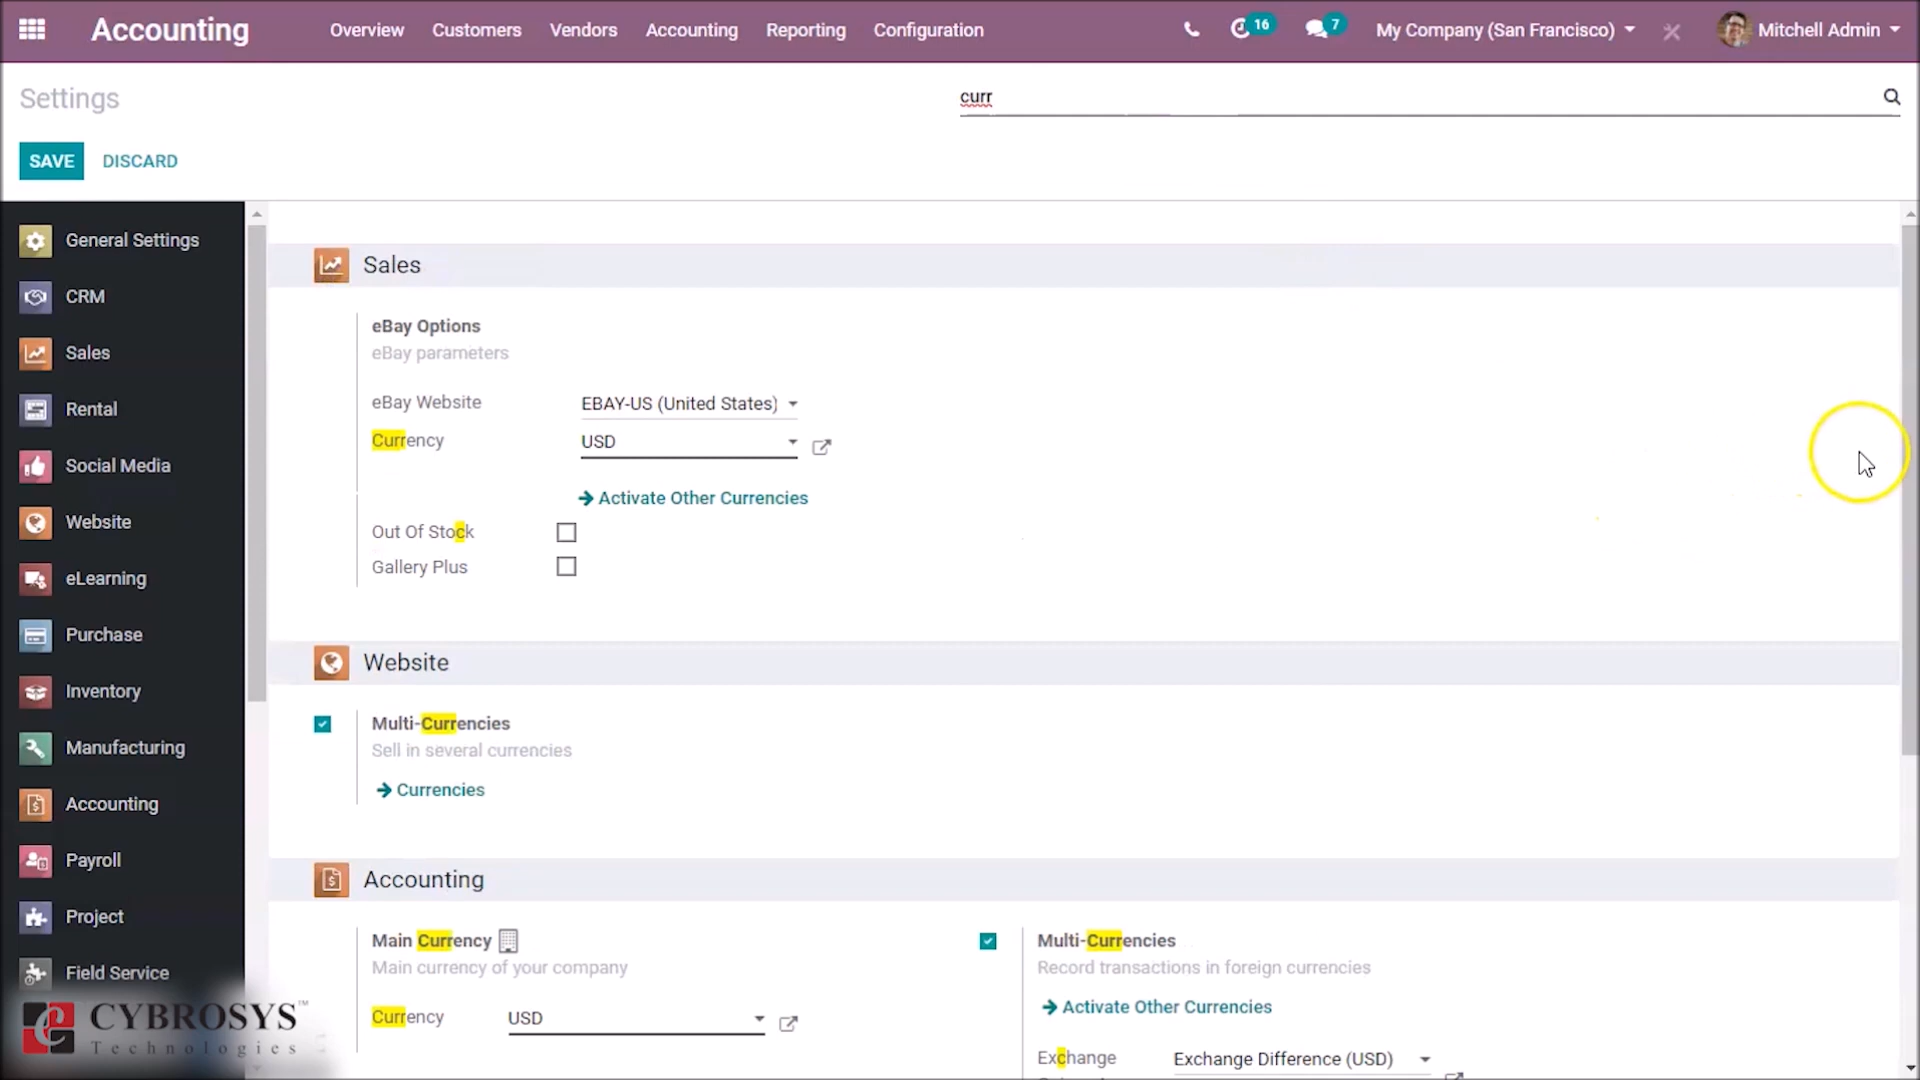 Accounting Overview Customers Vendors Accounting Reporting Configuration 16 7 My Company (San Francisco) Mitchell Admin
Settings
curr
SAVE DISCARD
General Settings
CRM
Sales
Rental
Social Media
Website
eLearning
Purchase
Inventory
Manufacturing
Accounting
Payroll
Project
Field Service
CYBROSYS™
Technologies
Sales
eBay Options
eBay parameters
eBay Website EBAY-US (United States)
Currency USD
Activate Other Currencies
Out Of Stock
Gallery Plus
Website
Multi-Currencies
Sell in several currencies
Currencies
Accounting
Main Currency
Main currency of your company
Currency USD
Multi-Currencies
Record transactions in foreign currencies
Activate Other Currencies
Exchange Exchange Difference (USD)